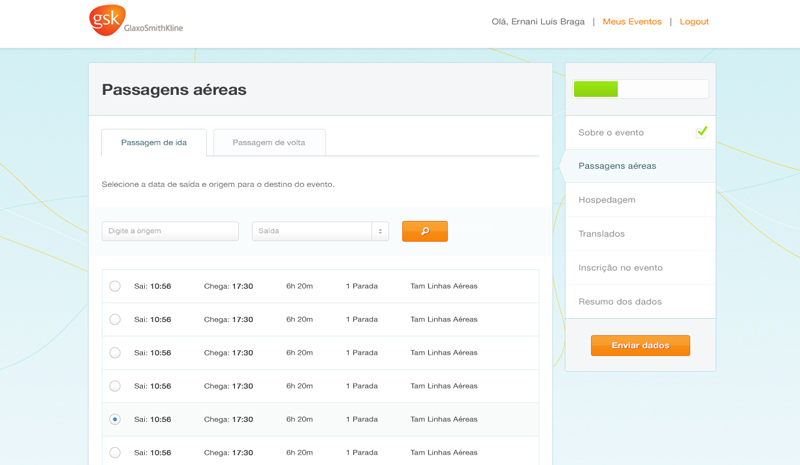 gsk
GlaxoSmithKline
Olá, Ernani Luís Braga | Meus Eventos | Logout
Passagens aéreas
Passagem de ida
Passagem de volta
Selecione a data de saída e origem para o destino do evento.
Digite a origem
Saída
Sai: 10:56 Chega: 17:30 6h 20m 1 Parada Tam Linhas Aéreas
Sai: 10:56 Chega: 17:30 6h 20m 1 Parada Tam Linhas Aéreas
Sai: 10:56 Chega: 17:30 6h 20m 1 Parada Tam Linhas Aéreas
Sai: 10:56 Chega: 17:30 6h 20m 1 Parada Tam Linhas Aéreas
Sai: 10:56 Chega: 17:30 6h 20m 1 Parada Tam Linhas Aéreas
Sai: 10:56 Chega: 17:30 6h 20m 1 Parada Tam Linhas Aéreas
Sobre o evento
Passagens aéreas
Hospedagem
Translados
Inscrição no evento
Resumo dos dados
Enviar dados